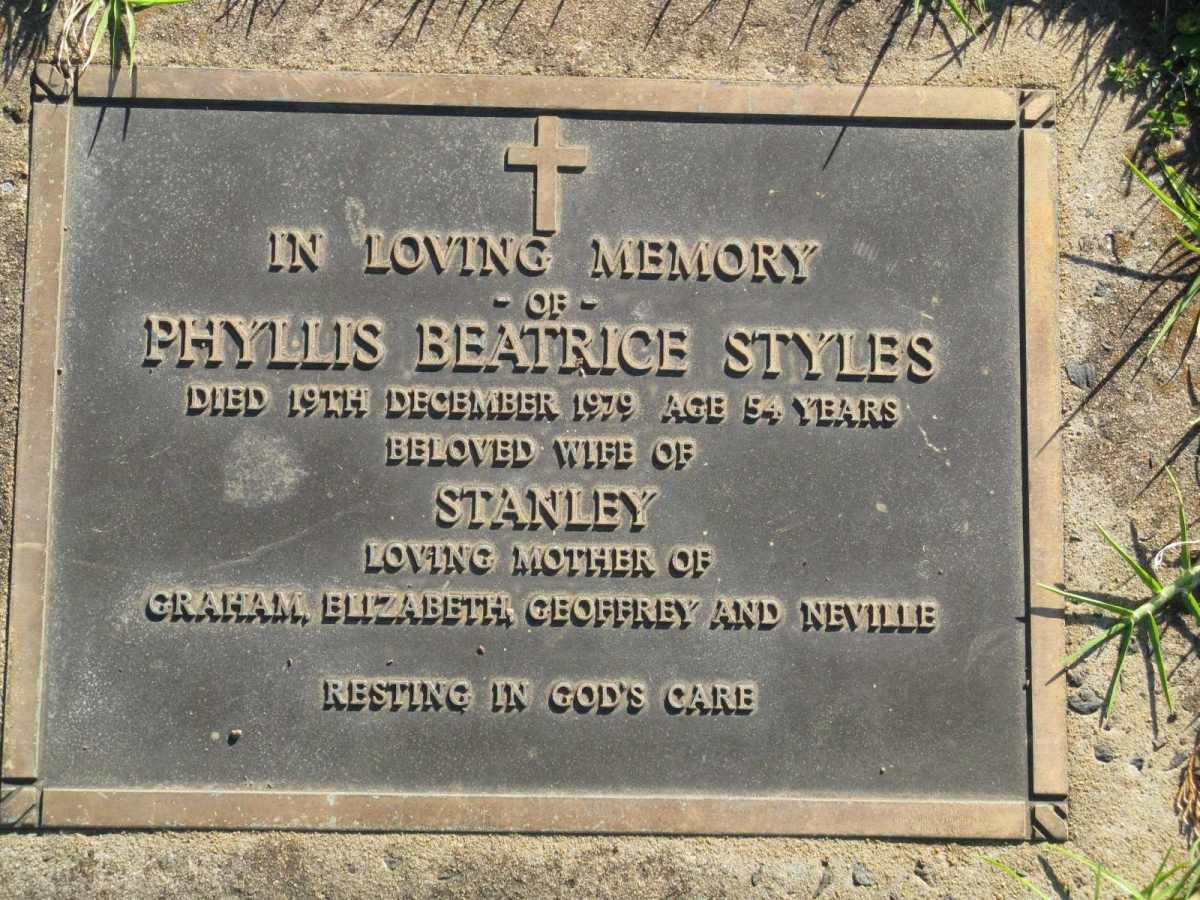 IN LOVING MEMORY
- OF -
PHYLLIS BEATRICE STYLES
DIED 19TH DECEMBER 1979 AGE 54 YEARS
BELOVED WIFE OF
STANLEY
LOVING MOTHER OF
GRAHAM, ELIZABETH, GEOFFREY AND NEVILLE
RESTING IN GOD'S CARE